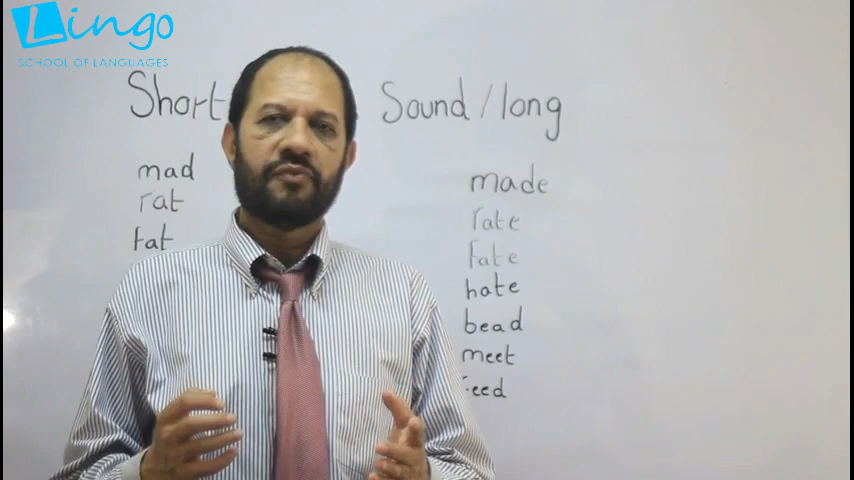 Lingo
SCHOOL OF LANGUAGES
Short Sound / long
mad made
rat rate
fat fate
hate
bead
meet
feed